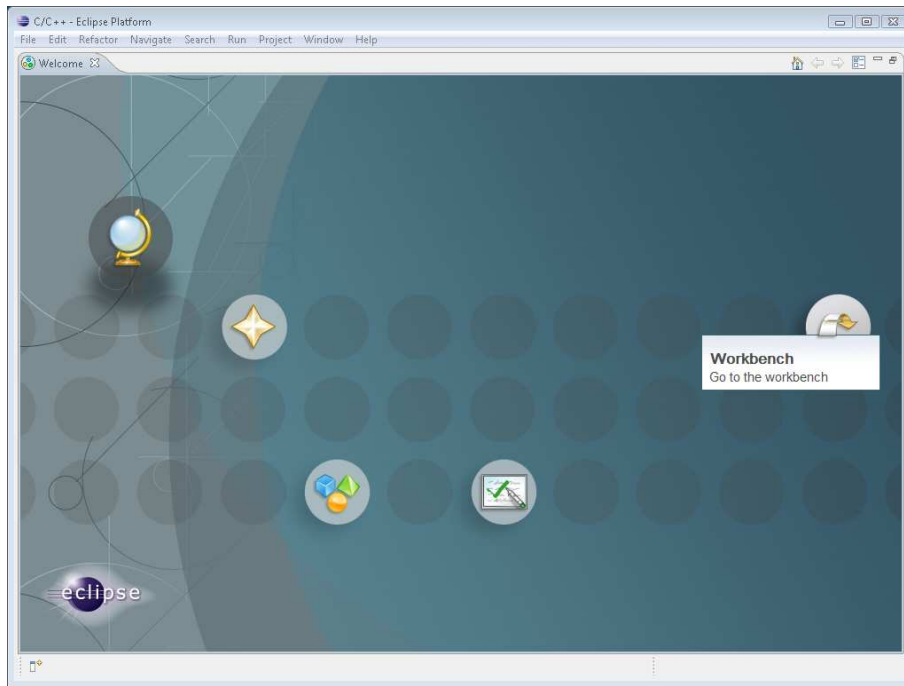 C/C++ - Eclipse Platform
File Edit Refactor Navigate Search Run Project Window Help
Welcome
Workbench
Go to the workbench
eclipse